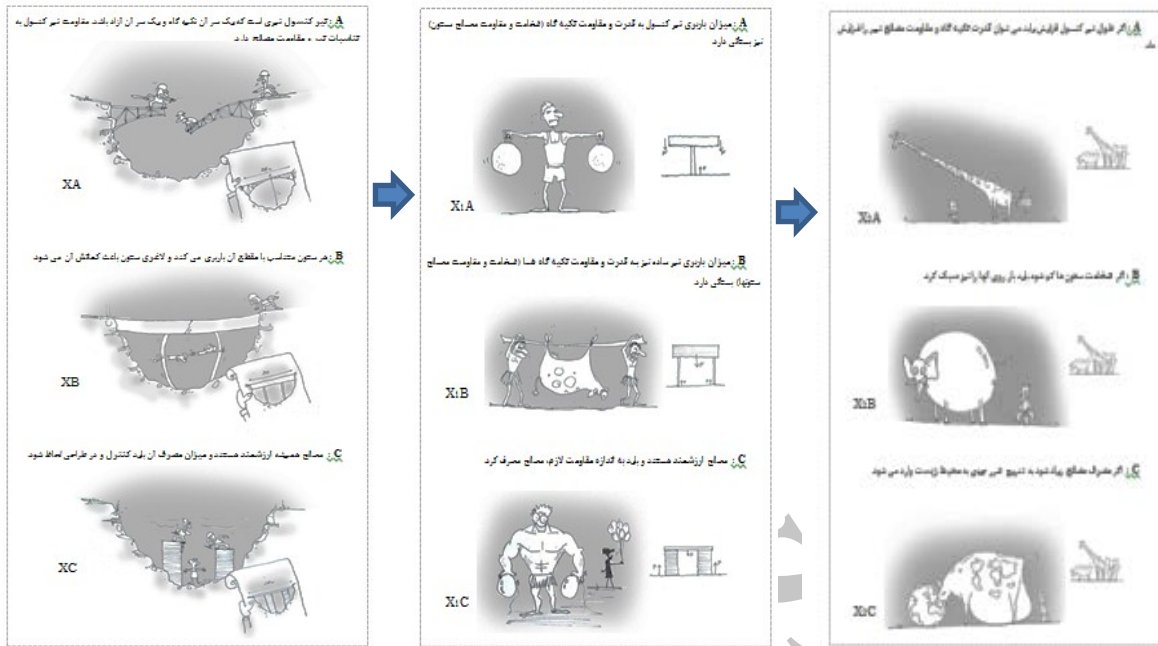 A: تیر کنسول تیری است که یک سر آن تکیه گاه و یک سر آن آزاد باشد. مقاومت تیر کنسول به
تناسبات تیر و مقاومت مصالح دارد.
XA
B: هر ستون متناسب با مقطع آن باربری می کند و لاغری ستون باعث کمانش آن می شود
XB
C: مصالح همیشه ارزشمند هستند و میزان مصرف آن باید کنترل و در طراحی لحاظ شود.
XC
A: میزان باربری تیر کنسول به قدرت و مقاومت تکیه گاه (ضخامت و مقاومت مصالح ستون)
نیز بستگی دارد.
X1A
B: میزان باربری تیر ساده نیز به قدرت و مقاومت تکیه گاه ها (ضخامت و مقاومت مصالح
ستونها) بستگی دارد.
X1B
C: مصالح ارزشمند هستند و باید به اندازه مقاومت لازم، مصالح مصرف کرد.
X1C
A: اگر طول تیر کنسول افزایش یابد می توان قدرت تکیه گاه و مقاومت مصالح تیر را افزایش
داد.
X2A
B: اگر ضخامت ستون ها کم شود باید بار روی آنها را نیز سبک کرد.
X2B
C: اگر مصرف مصالح زیاد شود به تدریج به محیط زیست وارد می شود.
X2C